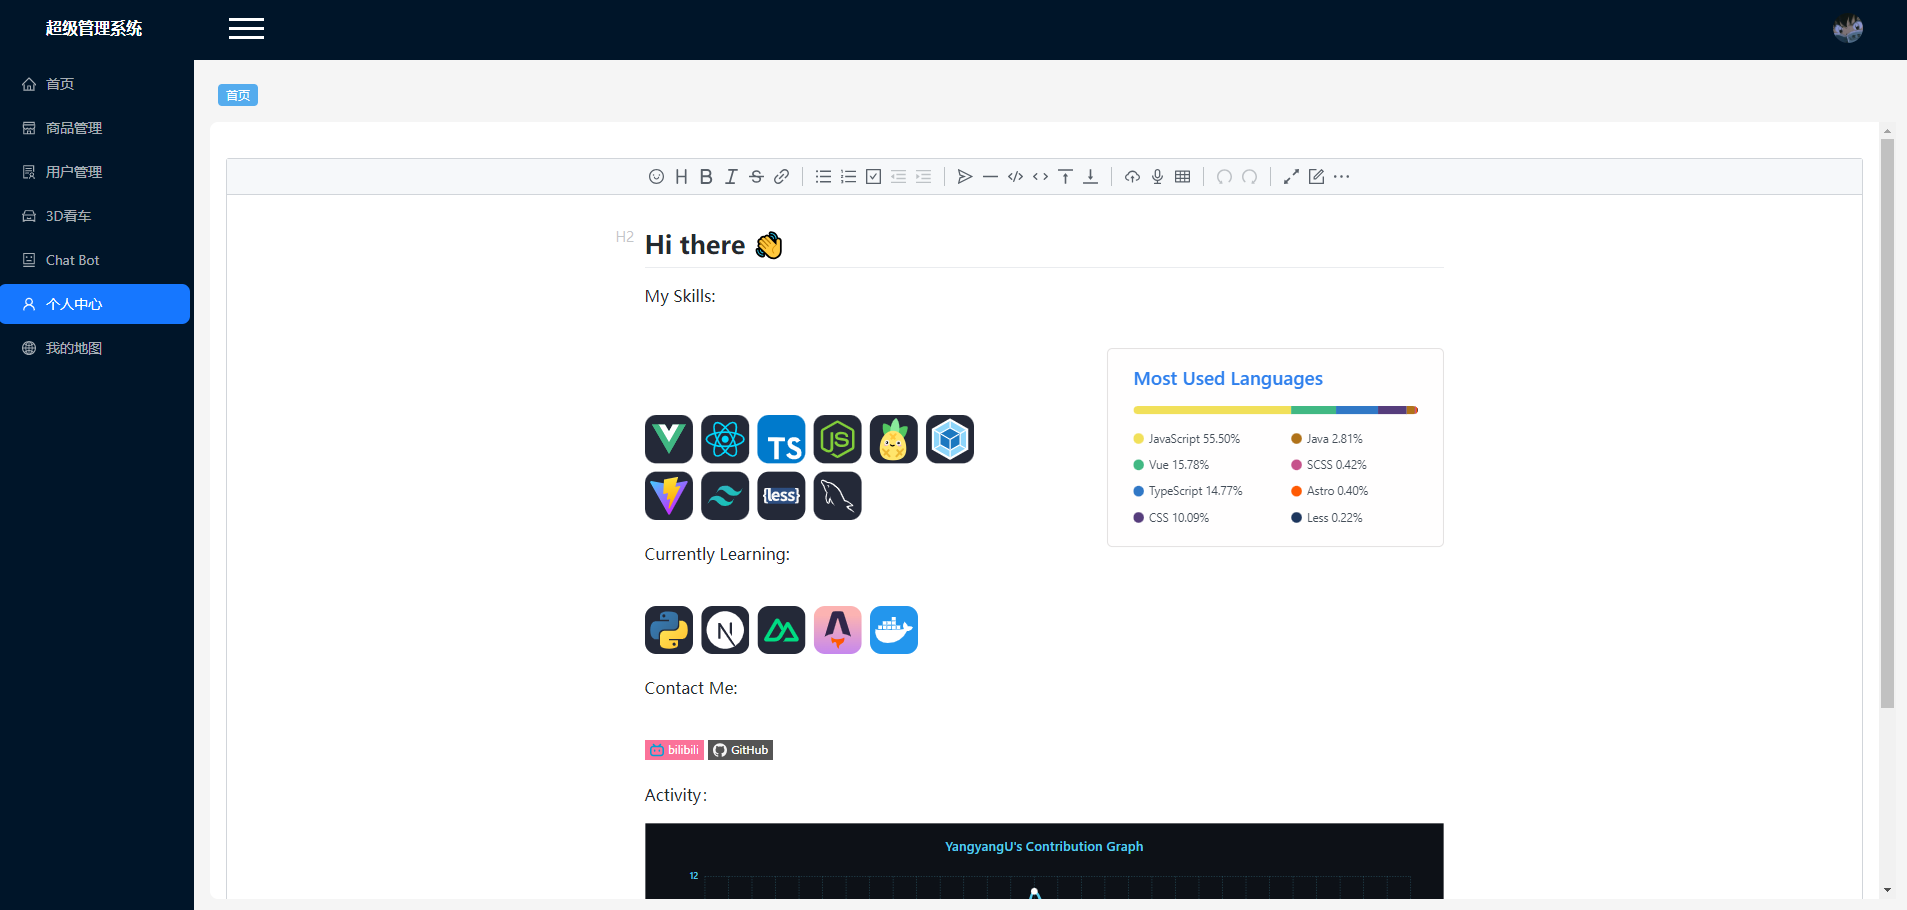 超级管理系统
首页
商品管理
用户管理
3D看车
Chat Bot
个人中心
我的地图
首页
H2
Hi there 👋
My Skills:
Most Used Languages
JavaScript 55.50%
Vue 15.78%
TypeScript 14.77%
CSS 10.09%
Java 2.81%
SCSS 0.42%
Astro 0.40%
Less 0.22%
TS
JS
{less}
Currently Learning:
N
Contact Me:
bilibili
GitHub
Activity:
YangyangU's Contribution Graph
12